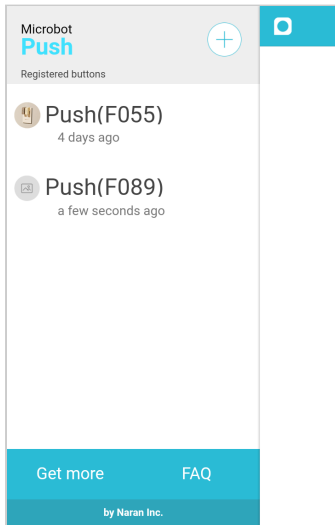 Microbot
Push
Registered buttons
Push(F055)
4 days ago
Push(F089)
a few seconds ago
Get more FAQ
by Naran Inc.